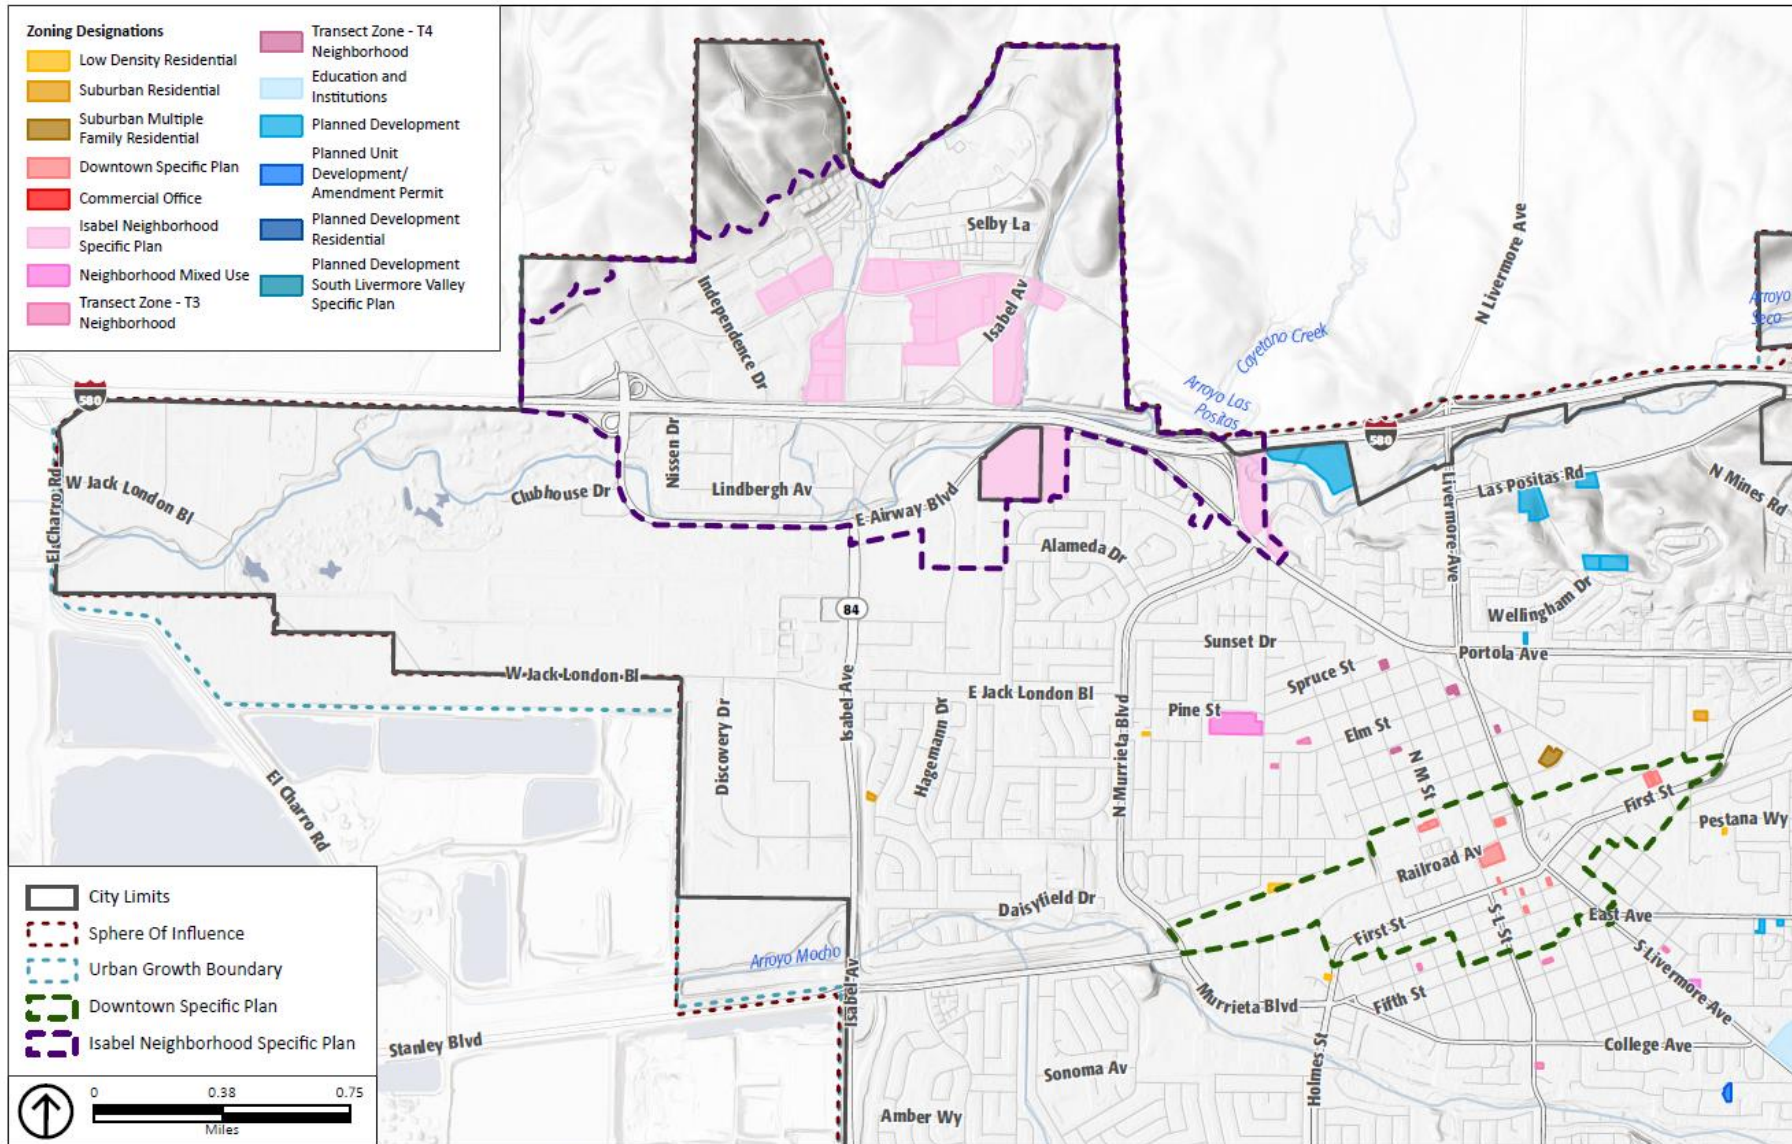 Zoning Designations
Low Density Residential
Suburban Residential
Suburban Multiple
Family Residential
Downtown Specific Plan
Commercial Office
Isabel Neighborhood
Specific Plan
Neighborhood Mixed Use
Transect Zone - T3
Neighborhood
Transect Zone - T4
Neighborhood
Education and
Institutions
Planned Development
Planned Unit
Development/
Amendment Permit
Planned Development
Residential
Planned Development
South Livermore Valley
Specific Plan
Selby La
Independence Dr
Isabel Av
N Livermore Ave
Arroyo
Seco
Cayetano Creek
Arroyo Las
Positas
580
580
El Charro Rd
W Jack London Bl
Clubhouse Dr
Nissen Dr
Lindbergh Av
E Airway Blvd
Alameda Dr
Livermore Ave
Las Positas Rd
N Mines Rd
Wellingham Dr
84
Sunset Dr
Portola Ave
W Jack London Bl
Isabel Ave
E Jack London Bl
Spruce St
Pine St
Elm St
Discovery Dr
Hagemann Dr
N Murrieta Blvd
N M St
El Charro Rd
First St
Pestana Wy
Railroad Av
Daisyfield Dr
First St
S L St
East Ave
S Livermore Ave
Arroyo Mocho
Isabel Av
Murrieta Blvd
Fifth St
College Ave
Stanley Blvd
Holmes St
Sonoma Av
Amber Wy
City Limits
Sphere Of Influence
Urban Growth Boundary
Downtown Specific Plan
Isabel Neighborhood Specific Plan
0 0.38 0.75
Miles